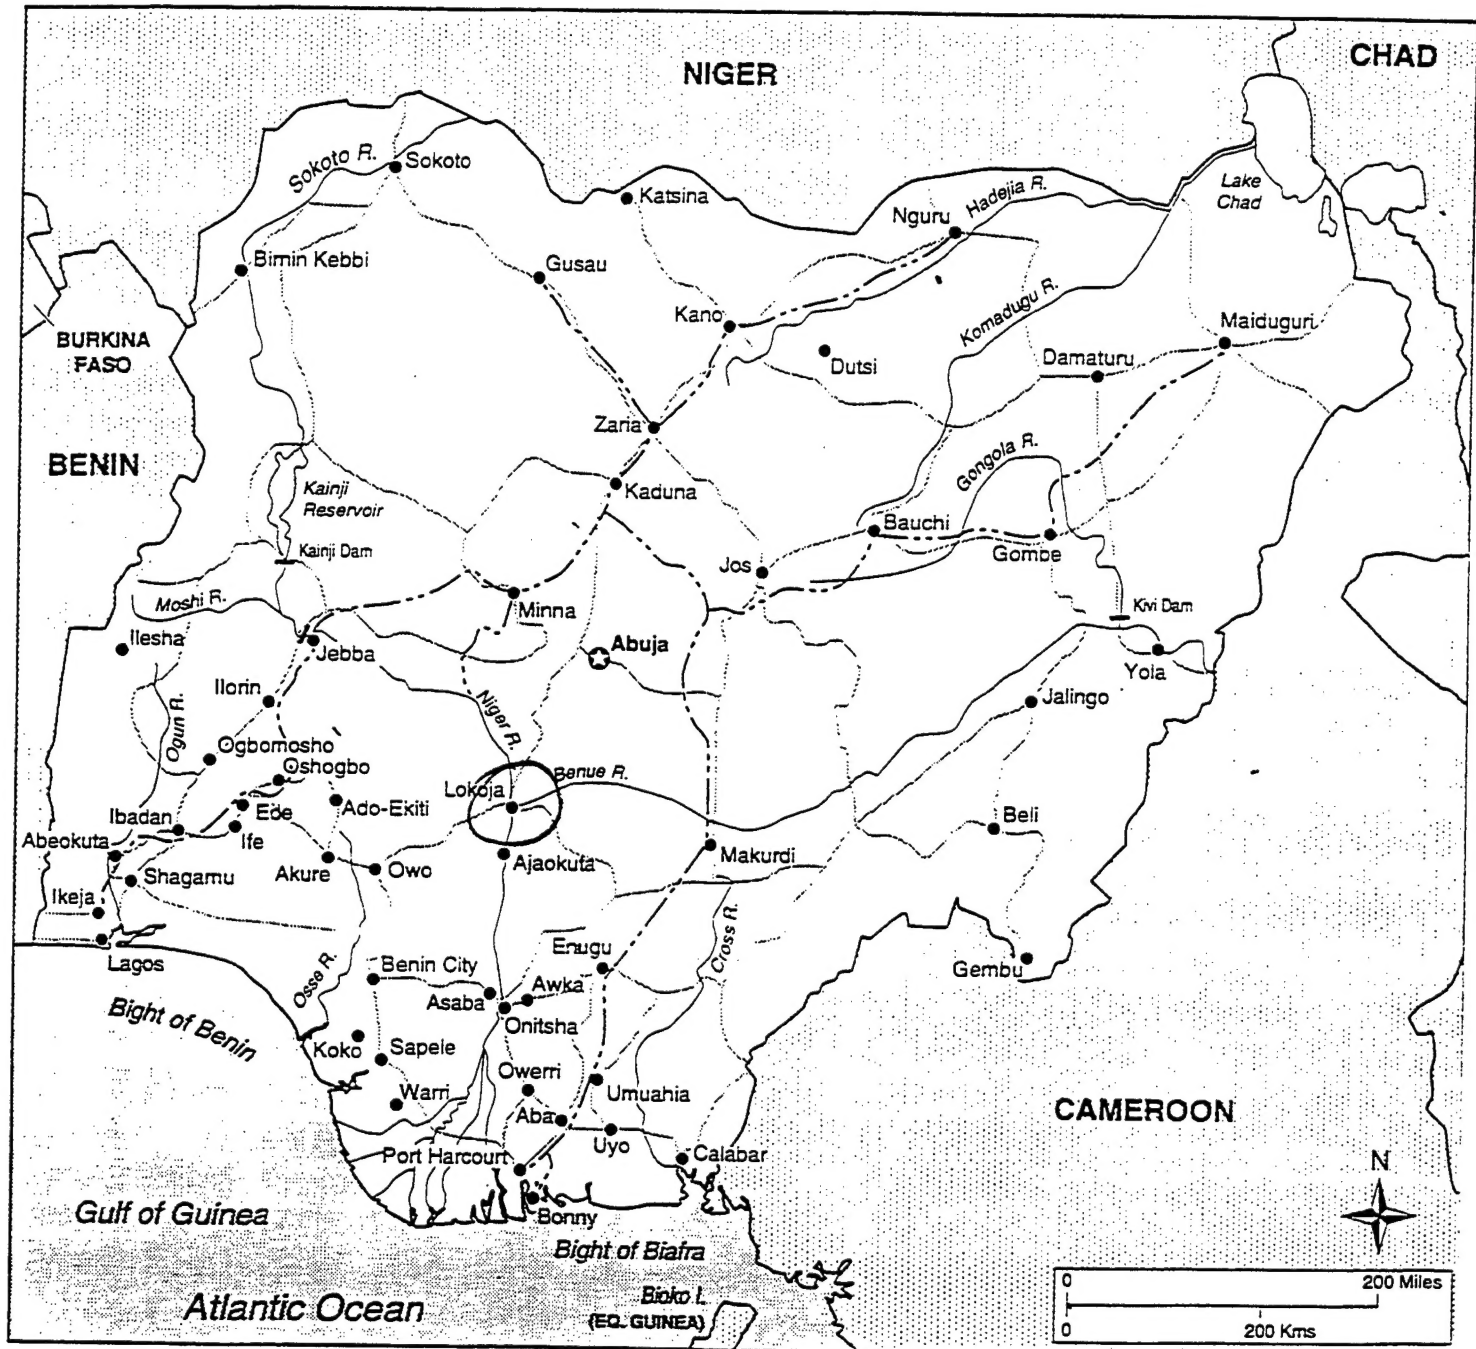 NIGER
CHAD
Sokoto R.
Sokoto
Katsina
Nguru
Hadejia R.
Lake
Chad
Birnin Kebbi
Gusau
Kano
Komadugu R.
Maiduguri
BURKINA
FASO
Dutsi
Damaturu
Zaria
BENIN
Gongola R.
Kaduna
Kainji
Reservoir
Bauchi
Kainji Dam
Gombe
Jos
Moshi R.
Minna
Kivi Dam
Ilesha
Jebba
Abuja
Yola
Ilorin
Niger R.
Jalingo
Ogun R.
Ogbomosho
Oshogbo
Lokoja
Benue R.
Ibadan
Ede
Ado-Ekiti
Beli
Abeokuta
Ife
Akure
Owo
Ajaokuta
Makurdi
Shagamu
Ikeja
Lagos
Osse R.
Benin City
Enugu
Cross R.
Gembu
Asaba
Awka
Onitsha
Bight of Benin
Koko
Sapele
Owerri
Warri
Umuahia
Aba
Uyo
CAMEROON
Port Harcourt
Calabar
N
Gulf of Guinea
Bonny
Bight of Biafra
Atlantic Ocean
Bioko I.
(EQ. GUINEA)
0 200 Miles
0 200 Kms